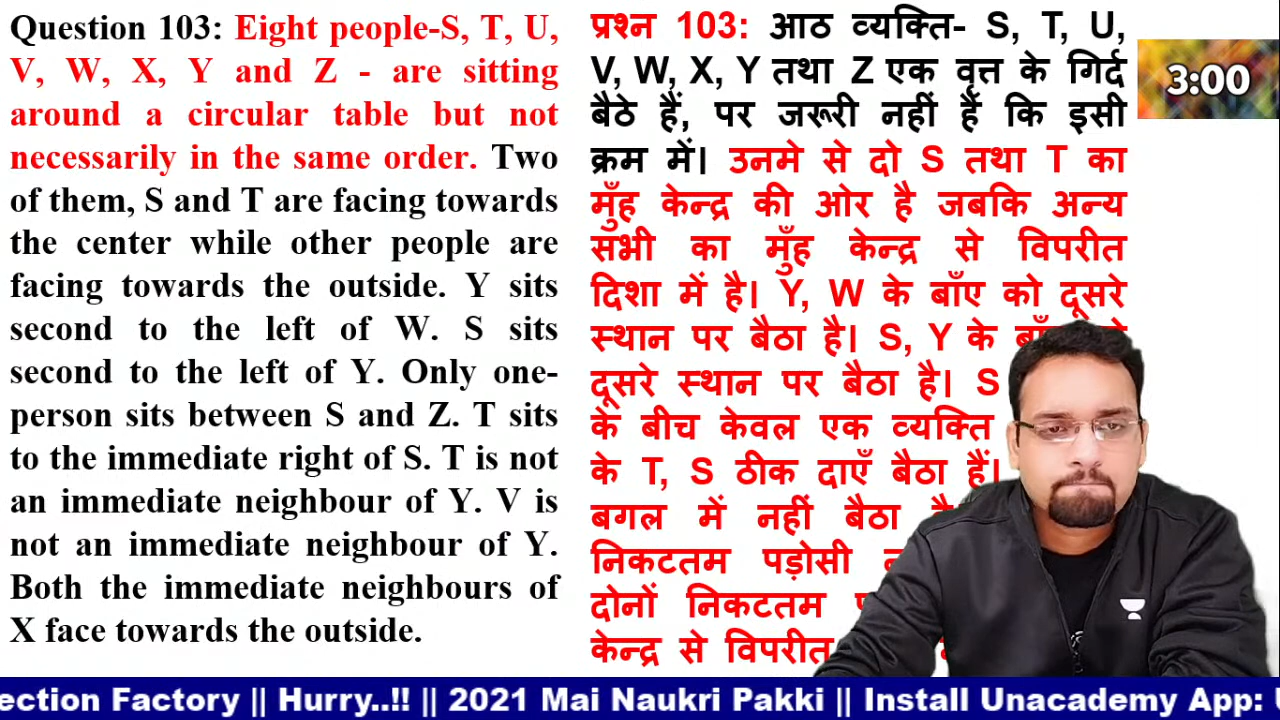 Question 103: Eight people-S, T, U,
V, W, X, Y and Z - are sitting
around a circular table but not
necessarily in the same order. Two
of them, S and T are facing towards
the center while other people are
facing towards the outside. Y sits
second to the left of W. S sits
second to the left of Y. Only one-
person sits between S and Z. T sits
to the immediate right of S. T is not
an immediate neighbour of Y. V is
not an immediate neighbour of Y.
Both the immediate neighbours of
X face towards the outside.
प्रश्न 103: आठ व्यक्ति- S, T, U,
V, W, X, Y तथा Z एक वृत्त के गिर्द
बैठे हैं, पर जरूरी नहीं हैं कि इसी
क्रम में। उनमे से दो S तथा T का
मुँह केन्द्र की ओर है जबकि अन्य
सभी का मुँह केन्द्र से विपरीत
दिशा में है। Y, W के बाँए को दूसरे
स्थान पर बैठा है। S, Y के
दूसरे स्थान पर बैठा है। S
के बीच केवल एक व्यक्ति
के T, S ठीक दाएँ बैठा हैं।
बगल में नहीं बैठा
निकटतम पड़ोसी
दोनों निकटतम
केन्द्र से विपरीत
3:00
ection Factory || Hurry..!! || 2021 Mai Naukri Pakki || Install Unacademy App: